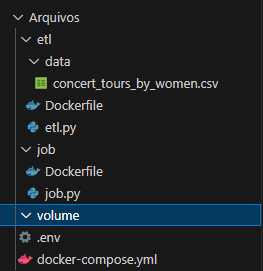 Arquivos
etl
data
concert_tours_by_women.csv
Dockerfile
etl.py
job
Dockerfile
job.py
volume
.env
docker-compose.yml